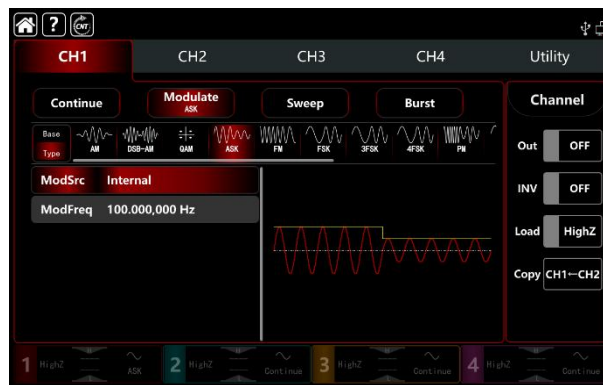 ? CNT
CH1 CH2 CH3 CH4 Utility
Continue Modulate Sweep Burst Channel
ASK
Base
Type AM DSB-AM QAM ASK FM FSK 3FSK 4FSK PM
Out OFF
ModSrc Internal
INV OFF
ModFreq 100.000,000 Hz
Load HighZ
Copy CH1←CH2
1 HighZ ASK 2 HighZ Continue 3 HighZ Continue 4 HighZ Continue